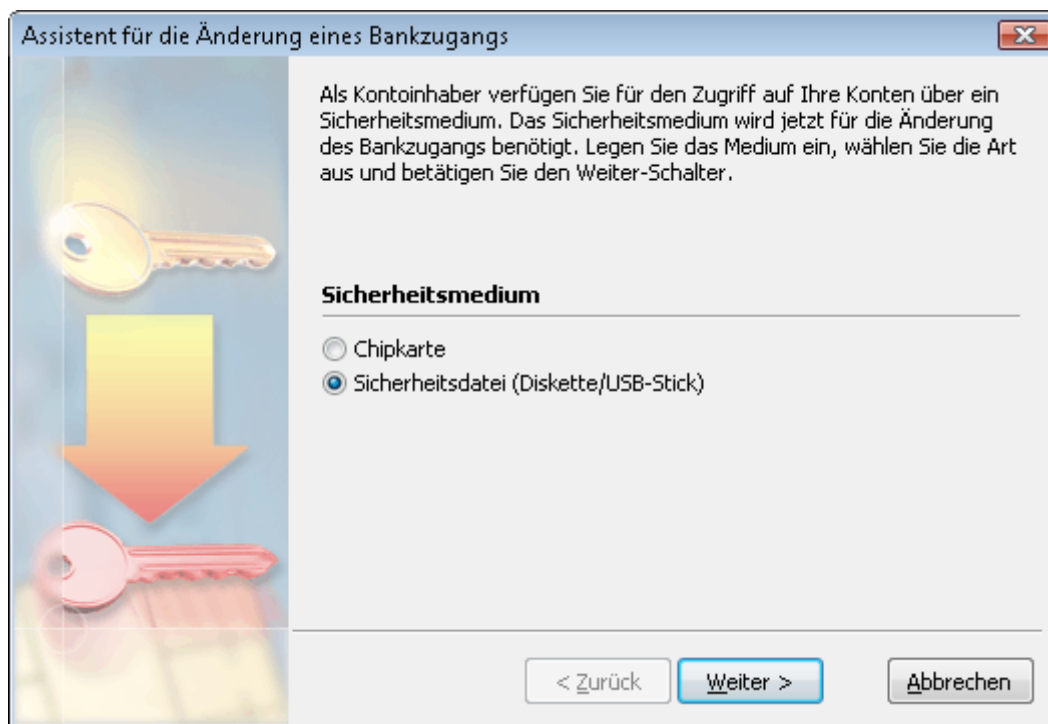 Assistent für die Änderung eines Bankzugangs
Als Kontoinhaber verfügen Sie für den Zugriff auf Ihre Konten über ein
Sicherheitsmedium. Das Sicherheitsmedium wird jetzt für die Änderung
des Bankzugangs benötigt. Legen Sie das Medium ein, wählen Sie die Art
aus und betätigen Sie den Weiter-Schalter.
Sicherheitsmedium
Chipkarte
Sicherheitsdatei (Diskette/USB-Stick)
< Zurück
Weiter >
Abbrechen